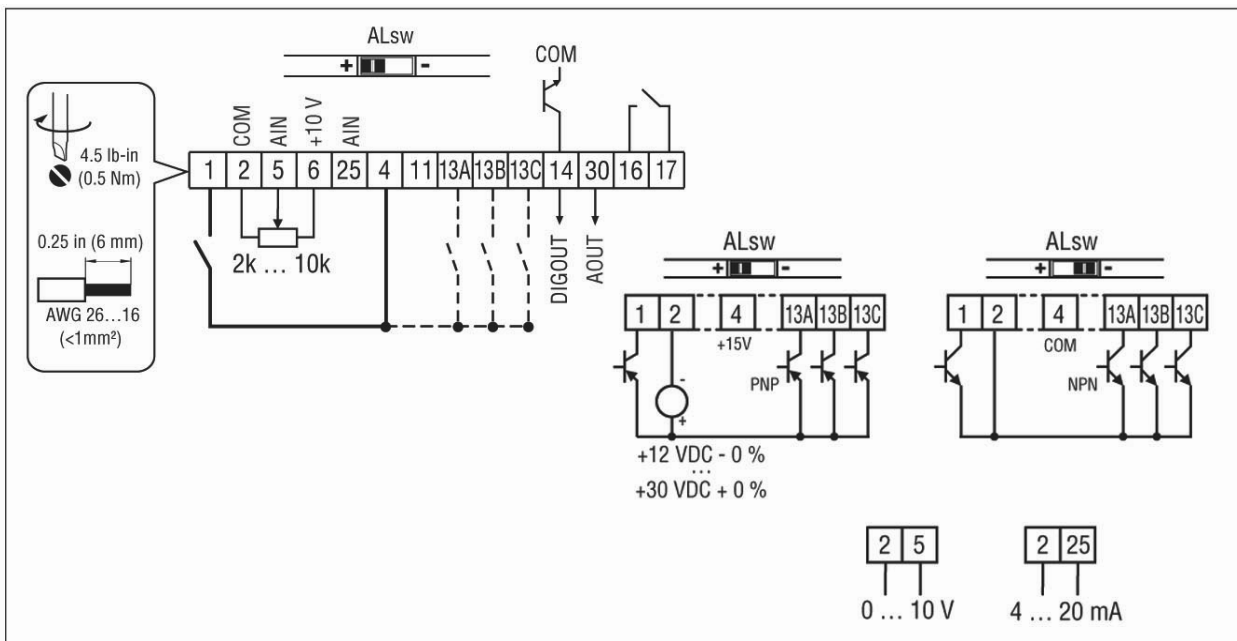 ALsw
+ -
COM
COM
AIN
+10 V
AIN
4.5 lb-in
(0.5 Nm)
1 2 5 6 25 4 11 13A 13B 13C 14 30 16 17
0.25 in (6 mm)
AWG 26...16
(<1mm²)
2k ... 10k
DIGOUT
AOUT
ALsw
+ -
1 2 4 13A 13B 13C
+15V
PNP
-
+
+12 VDC - 0 %
...
+30 VDC + 0 %
ALsw
+ -
1 2 4 13A 13B 13C
COM
NPN
2 5
0 ... 10 V
2 25
4 ... 20 mA